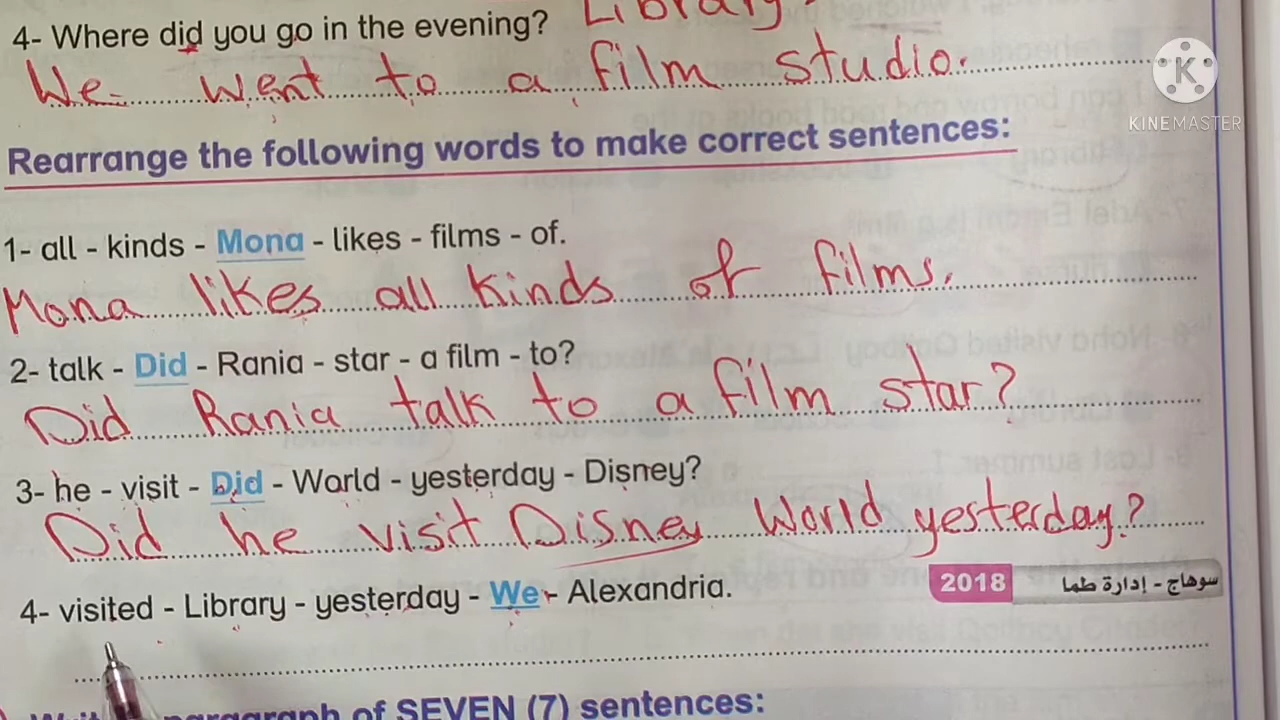 Library.
4- Where did you go in the evening?
We went to a film studio.
K
KINEMASTER
Rearrange the following words to make correct sentences:
1- all - kinds - Mona - likes - films - of.
Mona likes all kinds of films.
2- talk - Did - Rania - star - a film - to?
Did Rania talk to a film star?
3- he - visit - Did - World - yesterday - Disney?
Did he visit Disney World yesterday?
4- visited - Library - yesterday - We - Alexandria.
2018 سوهاج - إدارة طما
paragraph of SEVEN (7) sentences: